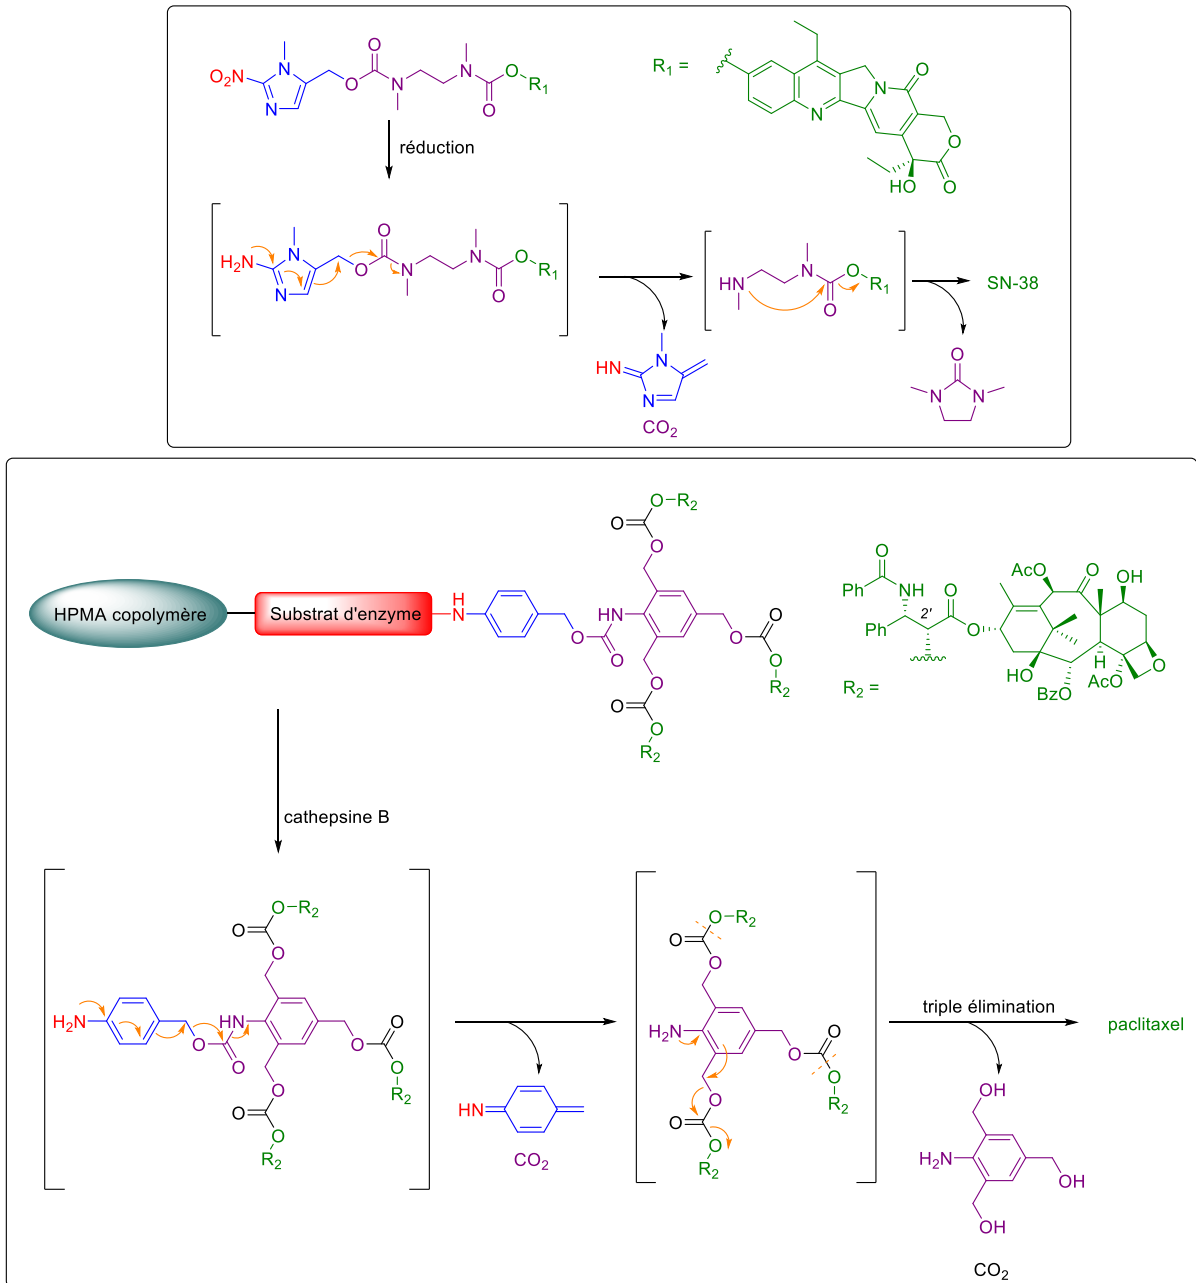 O₂N
N
N
O
O
N
N
O
O
R₁
R₁ =
N
N
O
O
O
HO
réduction
H₂N
N
N
O
O
N
N
O
O
R₁
HN
N
O
O
R₁
SN-38
HN
N
N
CO₂
O
N
N
HPMA copolymère
Substrat d'enzyme
H
N
O
O
NH
O
O
O
R₂
O
O
O
R₂
O
O
O
R₂
R₂ =
O
Ph
HN
Ph
2'
O
O
AcO
O
OH
HO
BzO
H
AcO
O
cathepsine B
H₂N
O
O
NH
O
O
O–R₂
O
O
O
R₂
O
O
O
R₂
HN
CO₂
H₂N
O
O
O–R₂
O
O
O
R₂
O
O
O
R₂
triple élimination
paclitaxel
OH
H₂N
OH
OH
CO₂